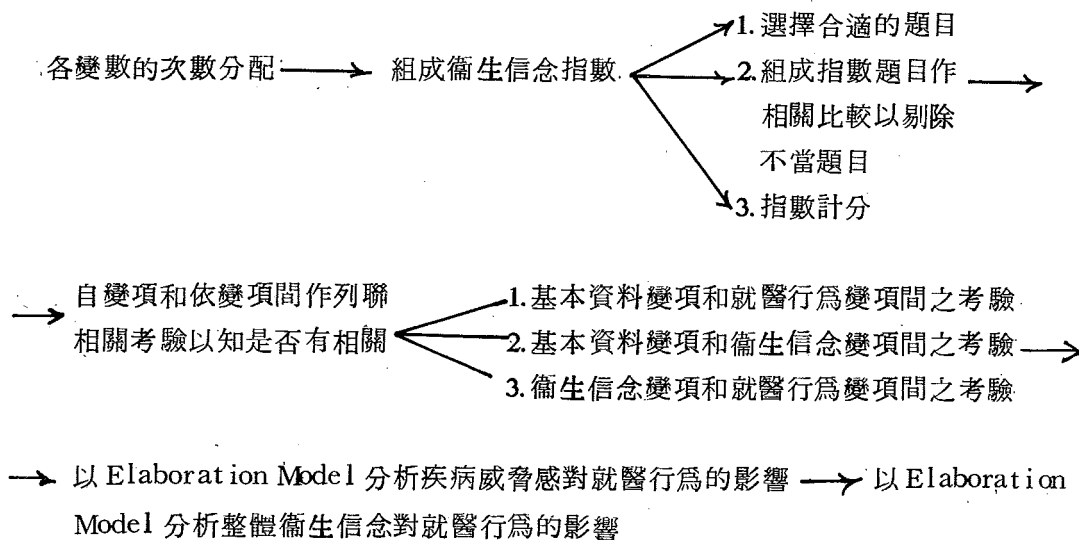 各變數的次數分配 組成衞生信念指數 1.選擇合適的題目
2.組成指數題目作
相關比較以剔除
不當題目
3.指數計分
自變項和依變項間作列聯
相關考驗以知是否有相關
1.基本資料變項和就醫行爲變項間之考驗
2.基本資料變項和衞生信念變項間之考驗
3.衞生信念變項和就醫行爲變項間之考驗
以 Elaboration Model 分析疾病威脅感對就醫行爲的影響 以 Elaboration
Model 分析整體衞生信念對就醫行爲的影響